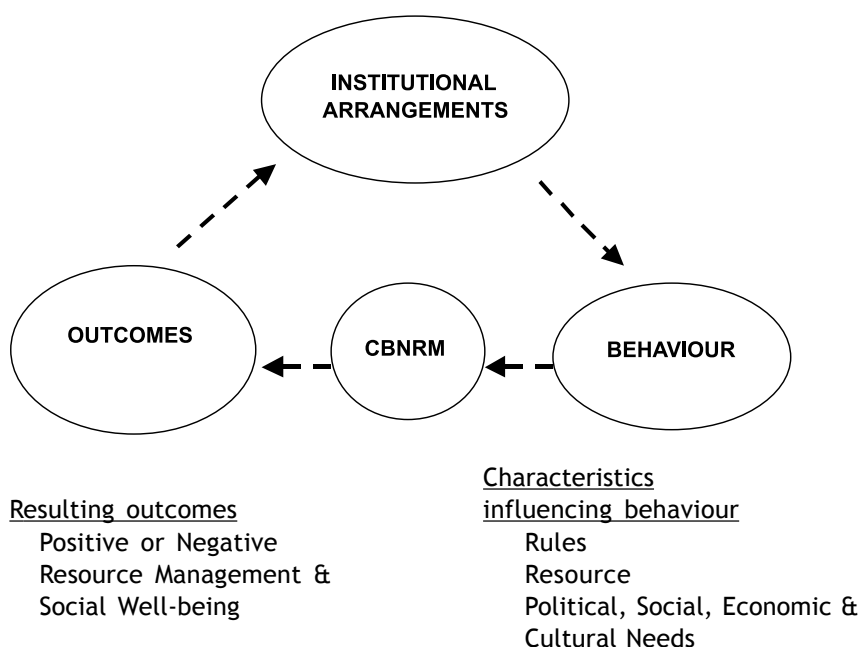 INSTITUTIONAL
ARRANGEMENTS
OUTCOMES
CBNRM
BEHAVIOUR
Resulting outcomes
Positive or Negative
Resource Management &
Social Well-being
Characteristics
influencing behaviour
Rules
Resource
Political, Social, Economic &
Cultural Needs